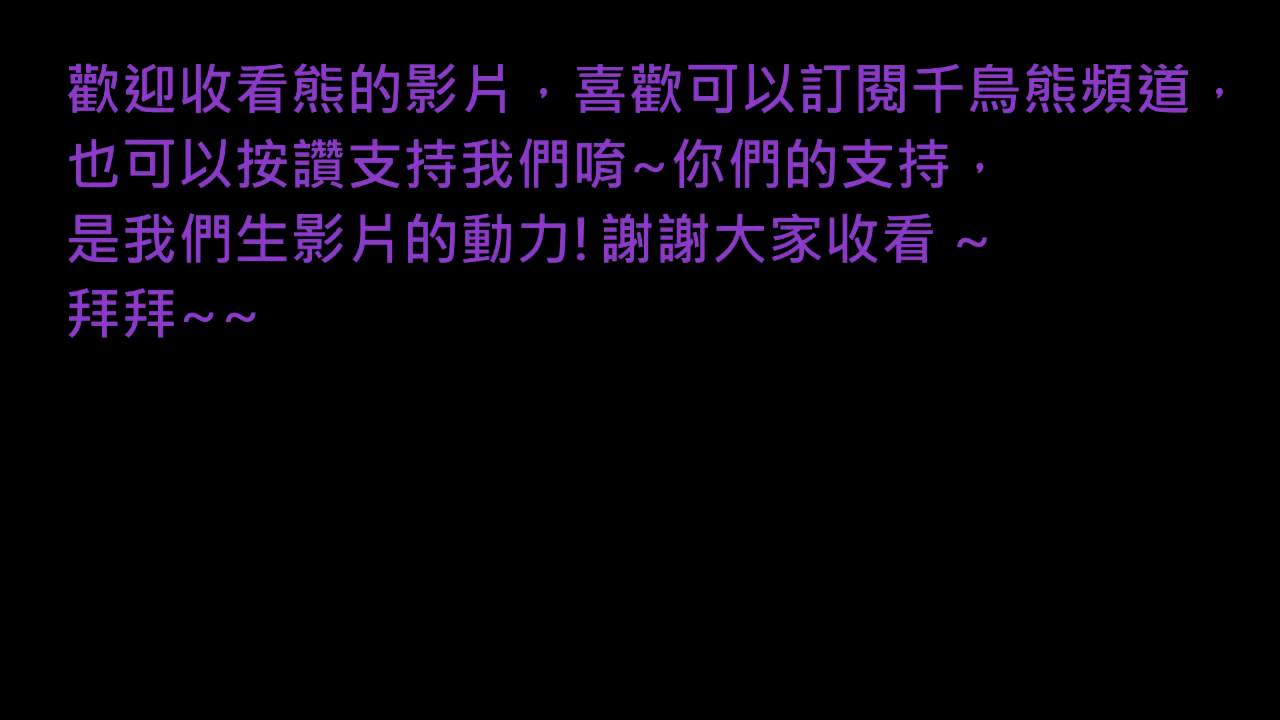 歡迎收看熊的影片，喜歡可以訂閱千鳥熊頻道，
也可以按讚支持我們唷~你們的支持，
是我們生影片的動力! 謝謝大家收看 ~
拜拜~~